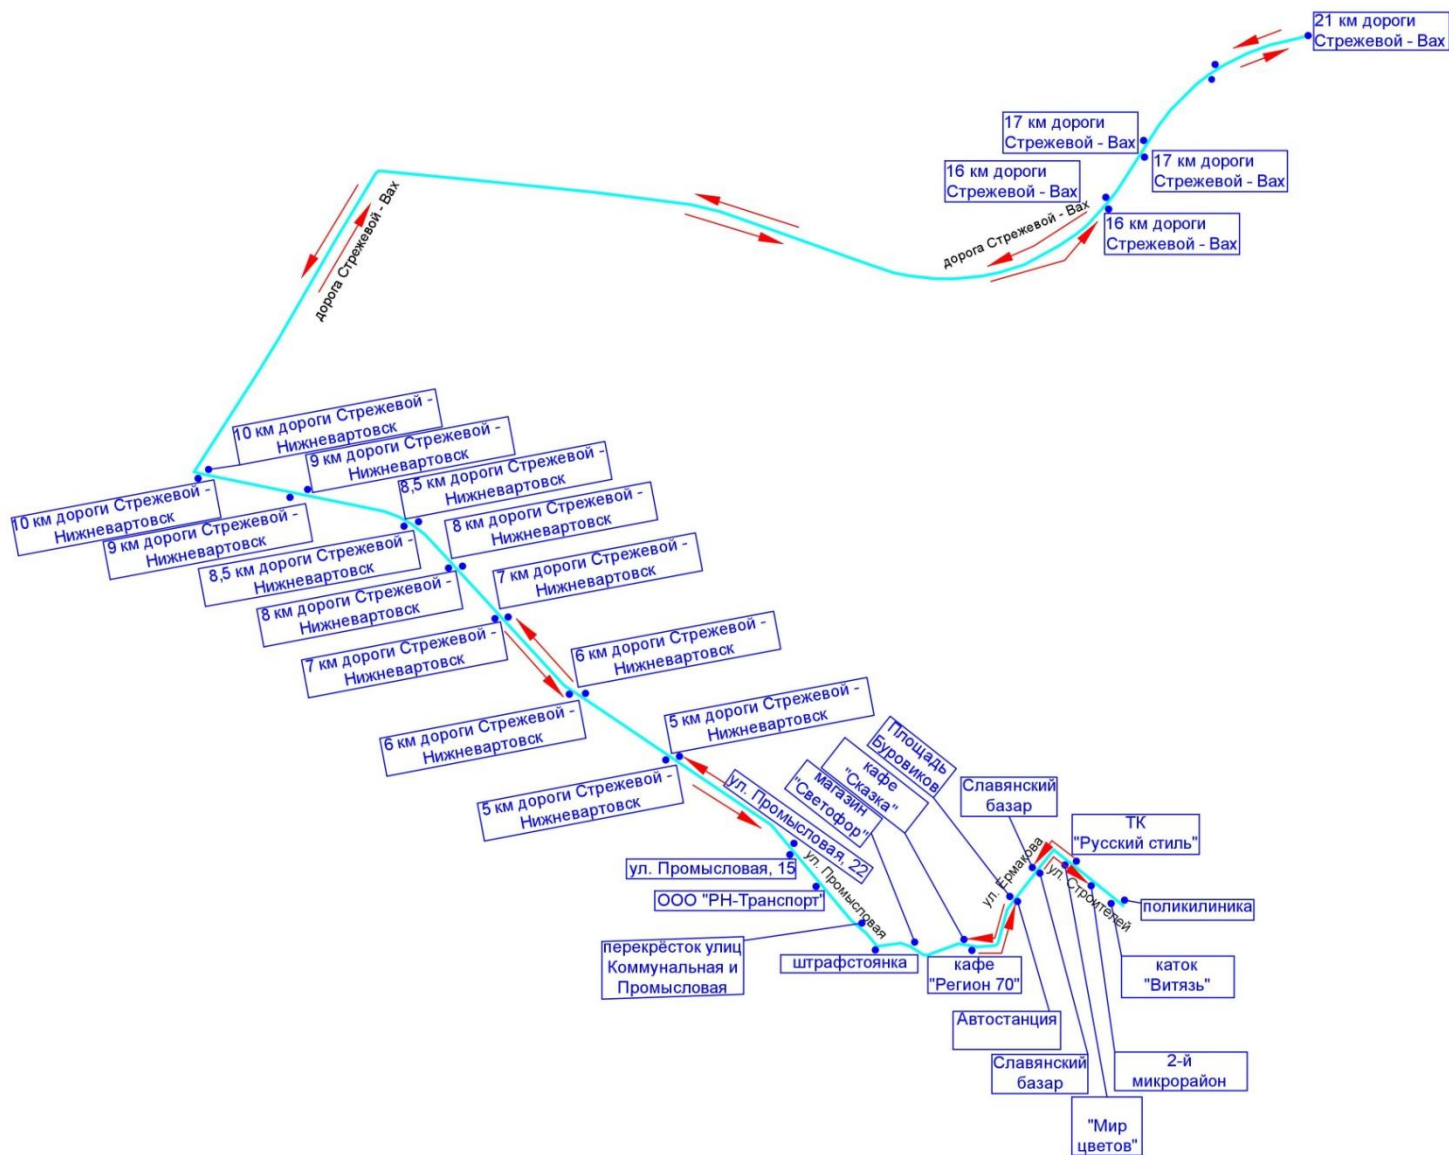 21 км дороги
Стрежевой - Вах
17 км дороги
Стрежевой - Вах
17 км дороги
Стрежевой - Вах
16 км дороги
Стрежевой - Вах
16 км дороги
Стрежевой - Вах
дорога Стрежевой - Вах
дорога Стрежевой - Вах
10 км дороги Стрежевой -
Нижневартовск
9 км дороги Стрежевой -
Нижневартовск
8,5 км дороги Стрежевой -
Нижневартовск
8 км дороги Стрежевой -
Нижневартовск
7 км дороги Стрежевой -
Нижневартовск
6 км дороги Стрежевой -
Нижневартовск
5 км дороги Стрежевой -
Нижневартовск
10 км дороги Стрежевой -
Нижневартовск
9 км дороги Стрежевой -
Нижневартовск
8,5 км дороги Стрежевой -
Нижневартовск
8 км дороги Стрежевой -
Нижневартовск
7 км дороги Стрежевой -
Нижневартовск
6 км дороги Стрежевой -
Нижневартовск
5 км дороги Стрежевой -
Нижневартовск
ул. Промысловая, 22
магазин
"Светофор"
кафе
"Сказка"
Площадь
Буровиков
Славянский
базар
ТК
"Русский стиль"
ул. Ермакова
ул. Строителей
поликилиника
ул. Промысловая, 15
ул. Промысловая
ООО "РН-Транспорт"
перекрёсток улиц
Коммунальная и
Промысловая
штрафстоянка
кафе
"Регион 70"
каток
"Витязь"
Автостанция
Славянский
базар
2-й
микрорайон
"Мир
цветов"